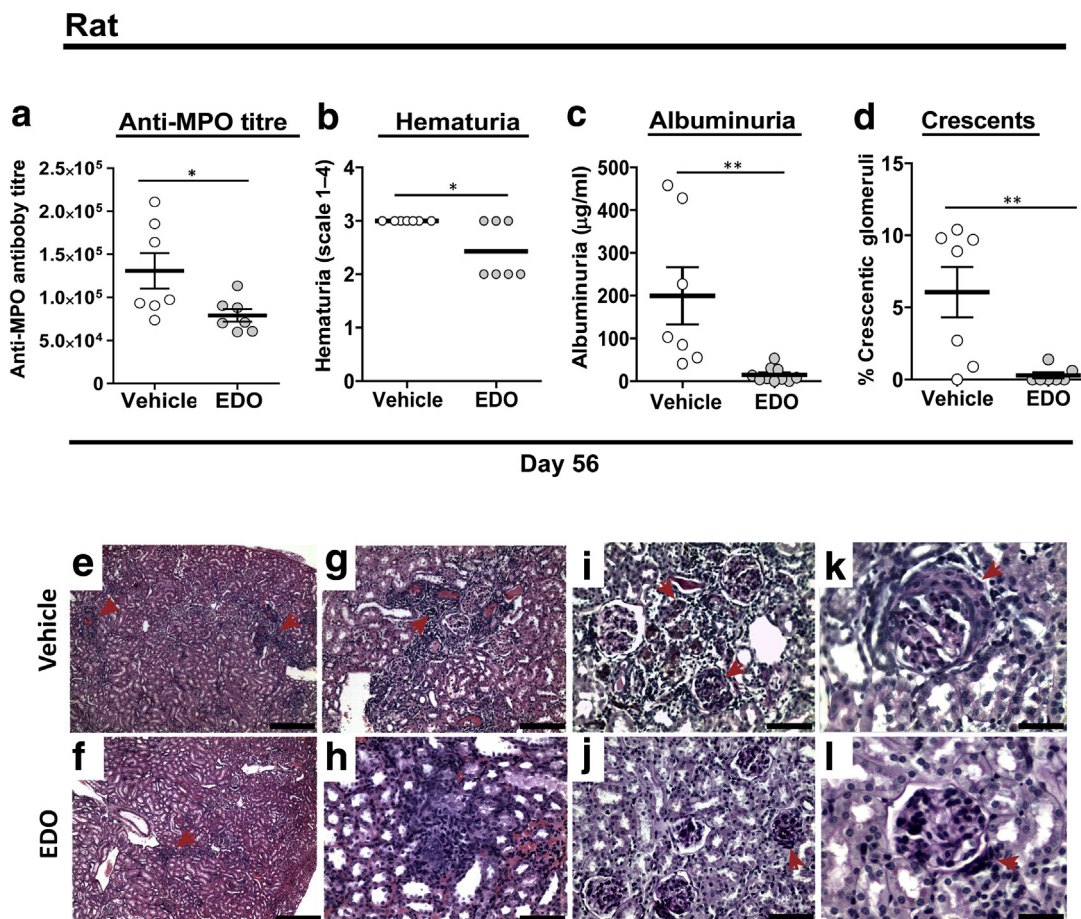 Rat
a
Anti-MPO titre
Anti-MPO antiboby titre
2.5×10⁵
2.0×10⁵
1.5×10⁵
1.0×10⁵
5.0×10⁴
0
*
Vehicle EDO
b
Hematuria
Hematuria (scale 1–4)
4
3
2
1
0
*
Vehicle EDO
c
Albuminuria
Albuminuria (µg/ml)
500
400
300
200
100
0
**
Vehicle EDO
d
Crescents
% Crescentic glomeruli
15
10
5
0
**
Vehicle EDO
Day 56
Vehicle
e
g
i
k
EDO
f
h
j
l